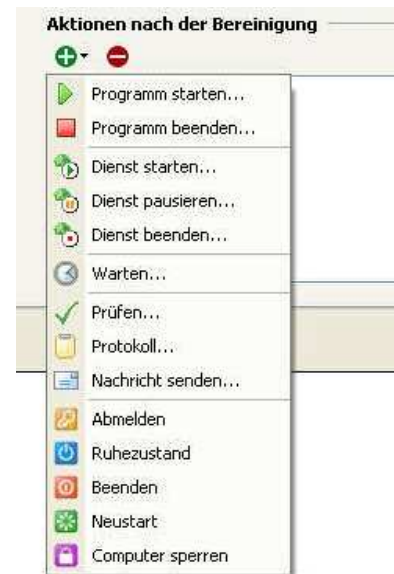 Aktionen nach der Bereinigung
Programm starten...
Programm beenden...
Dienst starten...
Dienst pausieren...
Dienst beenden...
Warten...
Prüfen...
Protokoll...
Nachricht senden...
Abmelden
Ruhezustand
Beenden
Neustart
Computer sperren